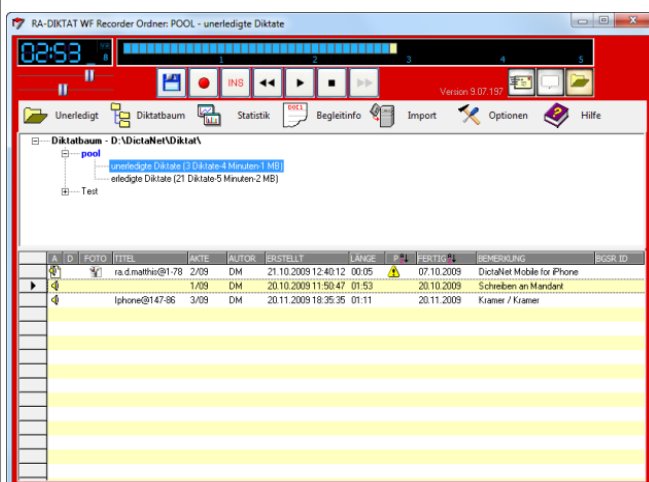 RA-DIKTAT WF Recorder Ordner: POOL - unerledigte Diktate
02:53 8
1 2 3 4 5
INS
Version 9.07.197
Unerledigt Diktatbaum Statistik Begleitinfo Import Optionen Hilfe
Diktatbaum - D:\DictaNet\Diktat\
pool
unerledigte Diktate (3 Diktate-4 Minuten-1 MB)
erledigte Diktate (21 Diktate-5 Minuten-2 MB)
Test
A D FOTO TITEL AKTE AUTOR ERSTELLT LÄNGE P FERTIG BEMERKUNG BGSR ID
ra.d.matthis@1-78 2/09 DM 21.10.2009 12:40:12 00:05 07.10.2009 DictaNet Mobile for iPhone
1/09 DM 20.10.2009 11:50:47 01:53 20.10.2009 Schreiben an Mandant
Iphone@147-86 3/09 DM 20.11.2009 18:35:35 01:11 20.11.2009 Kramer / Kramer